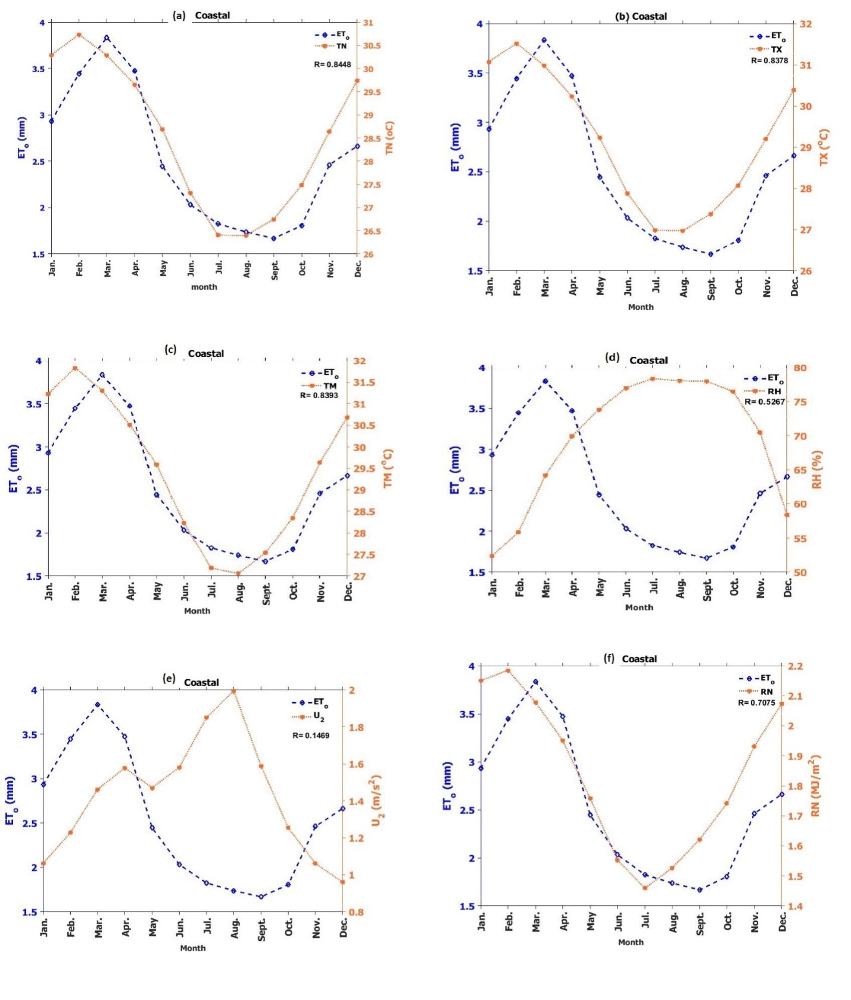 (a) Coastal
4
3.5
3
2.5
2
1.5
ETo (mm)
ETo
TN
R= 0.8448
31
30.5
30
29.5
29
28.5
28
27.5
27
26.5
26
TN (oC)
Jan. Feb. Mar. Apr. May Jun. Jul. Aug. Sept. Oct. Nov. Dec.
month
(b) Coastal
4
3.5
3
2.5
2
1.5
ETo (mm)
ETo
TX
R= 0.8378
32
31
30
29
28
27
26
TX (°C)
Jan. Feb. Mar. Apr. May Jun. Jul. Aug. Sept. Oct. Nov. Dec.
Month
(c) Coastal
4
3.5
3
2.5
2
1.5
ETo (mm)
ETo
TM
R= 0.8393
32
31.5
31
30.5
30
29.5
29
28.5
28
27.5
27
TM (°C)
Jan. Feb. Mar. Apr. May Jun. Jul. Aug. Sept. Oct. Nov. Dec.
Month
(d) Coastal
4
3.5
3
2.5
2
1.5
ETo (mm)
ETo
RH
R= 0.5267
80
75
70
65
60
55
50
RH (%)
Jan. Feb. Mar. Apr. May Jun. Jul. Aug. Sept. Oct. Nov. Dec.
Month
(e) Coastal
4
3.5
3
2.5
2
1.5
ETo (mm)
ETo
U2
R= 0.1469
2
1.8
1.6
1.4
1.2
1
0.8
U2 (m/s²)
Jan. Feb. Mar. Apr. May Jun. Jul. Aug. Sept. Oct. Nov. Dec.
Month
(f) Coastal
4
3.5
3
2.5
2
1.5
ETo (mm)
ETo
RN
R= 0.7075
2.2
2.1
2
1.9
1.8
1.7
1.6
1.5
1.4
RN (MJ/m²)
Jan. Feb. Mar. Apr. May Jun. Jul. Aug. Sept. Oct. Nov. Dec.
Month